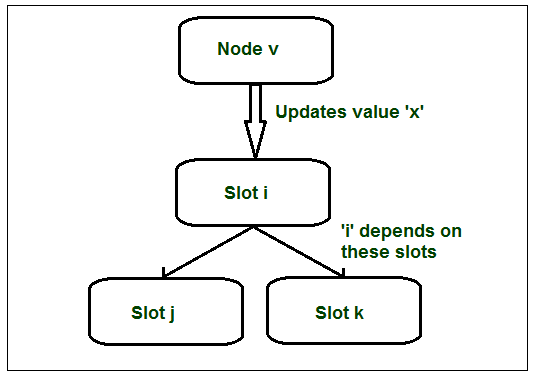 Node v
Updates value 'x'
Slot i
'i' depends on
these slots
Slot j
Slot k